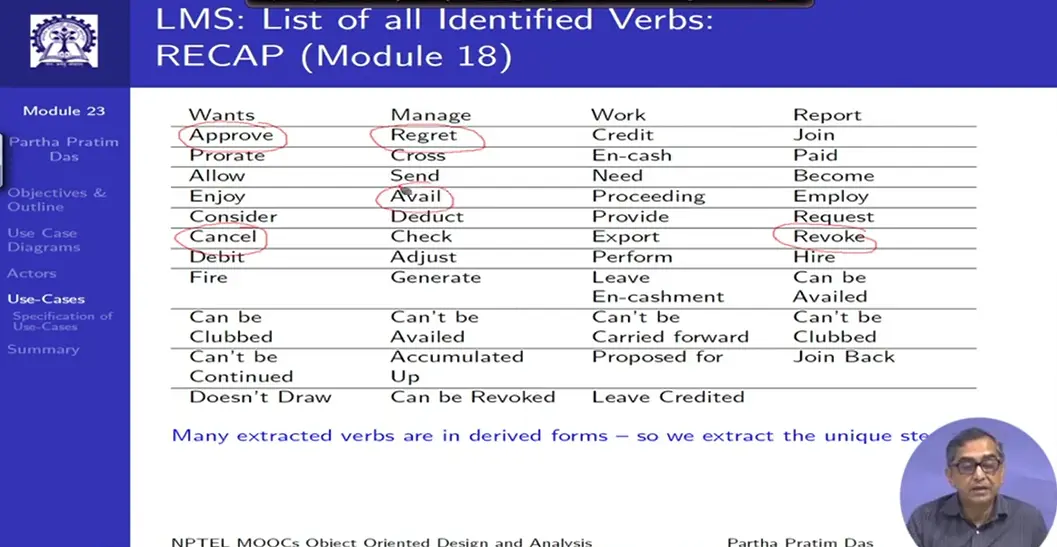 LMS: List of all Identified Verbs:
RECAP (Module 18)
Module 23
Partha Pratim
Das
Objectives &
Outline
Use Case
Diagrams
Actors
Use-Cases
Specification of
Use-Cases
Summary
Wants Manage Work Report
Approve Regret Credit Join
Prorate Cross En-cash Paid
Allow Send Need Become
Enjoy Avail Proceeding Employ
Consider Deduct Provide Request
Cancel Check Export Revoke
Debit Adjust Perform Hire
Fire Generate Leave Can be
En-cashment Availed
Can be Can't be Can't be Can't be
Clubbed Availed Carried forward Clubbed
Can't be Accumulated Proposed for Join Back
Continued Up
Doesn't Draw Can be Revoked Leave Credited
Many extracted verbs are in derived forms – so we extract the unique
NPTEL MOOCs Object Oriented Design and Analysis Partha Pratim Das